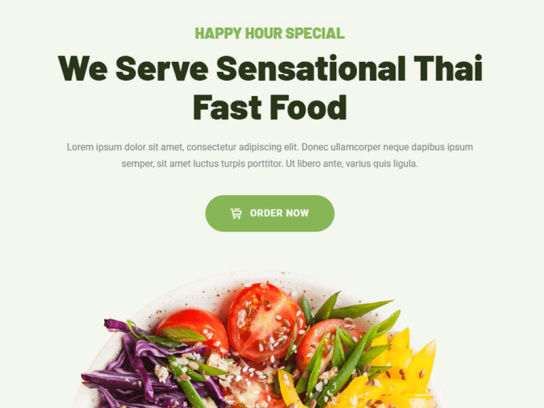 HAPPY HOUR SPECIAL
We Serve Sensational Thai
Fast Food
Lorem ipsum dolor sit amet, consectetur adipiscing elit. Donec ullamcorper neque dapibus ipsum
semper, sit amet luctus turpis porttitor. Ut libero ante, varius quis ligula.
ORDER NOW